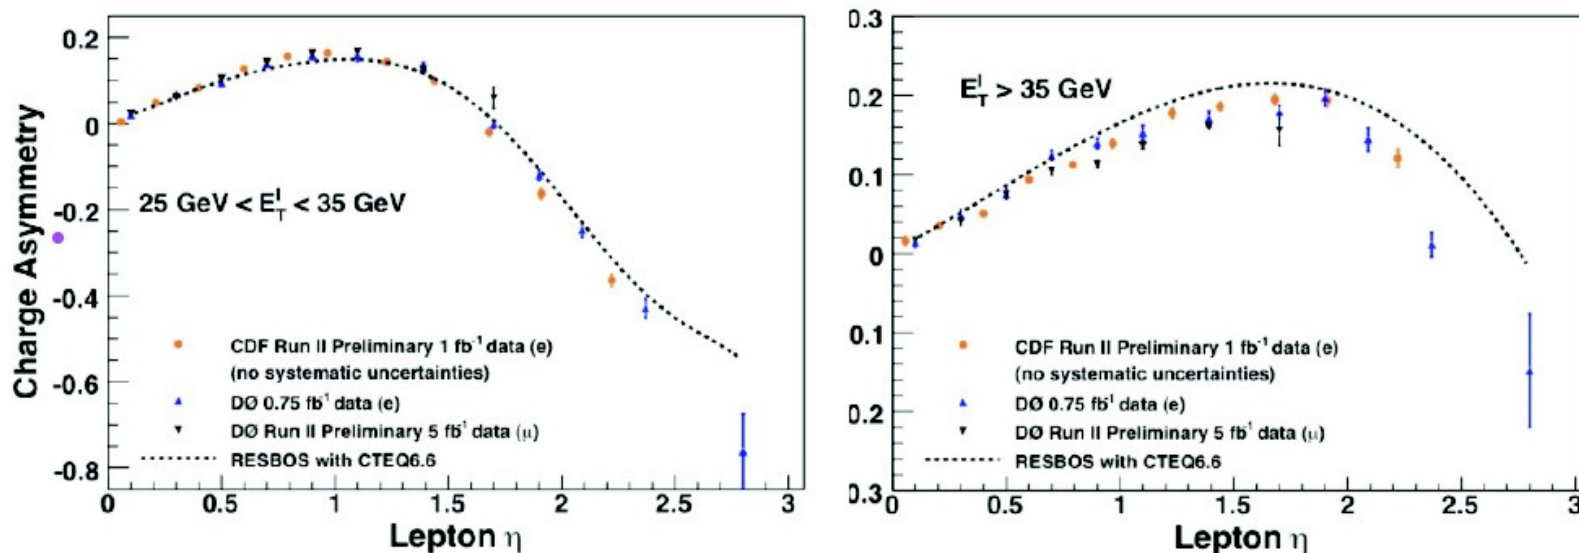 0.2
0
-0.2
-0.4
-0.6
-0.8
Charge Asymmetry
25 GeV < E_T^l < 35 GeV
CDF Run II Preliminary 1 fb⁻¹ data (e)
(no systematic uncertainties)
DØ 0.75 fb⁻¹ data (e)
DØ Run II Preliminary 5 fb⁻¹ data (μ)
RESBOS with CTEQ6.6
0 0.5 1 1.5 2 2.5 3
Lepton η
0.3
0.2
0.1
0
0.1
0.2
0.3
E_T^l > 35 GeV
CDF Run II Preliminary 1 fb⁻¹ data (e)
(no systematic uncertainties)
DØ 0.75 fb⁻¹ data (e)
DØ Run II Preliminary 5 fb⁻¹ data (μ)
RESBOS with CTEQ6.6
0 0.5 1 1.5 2 2.5 3
Lepton η